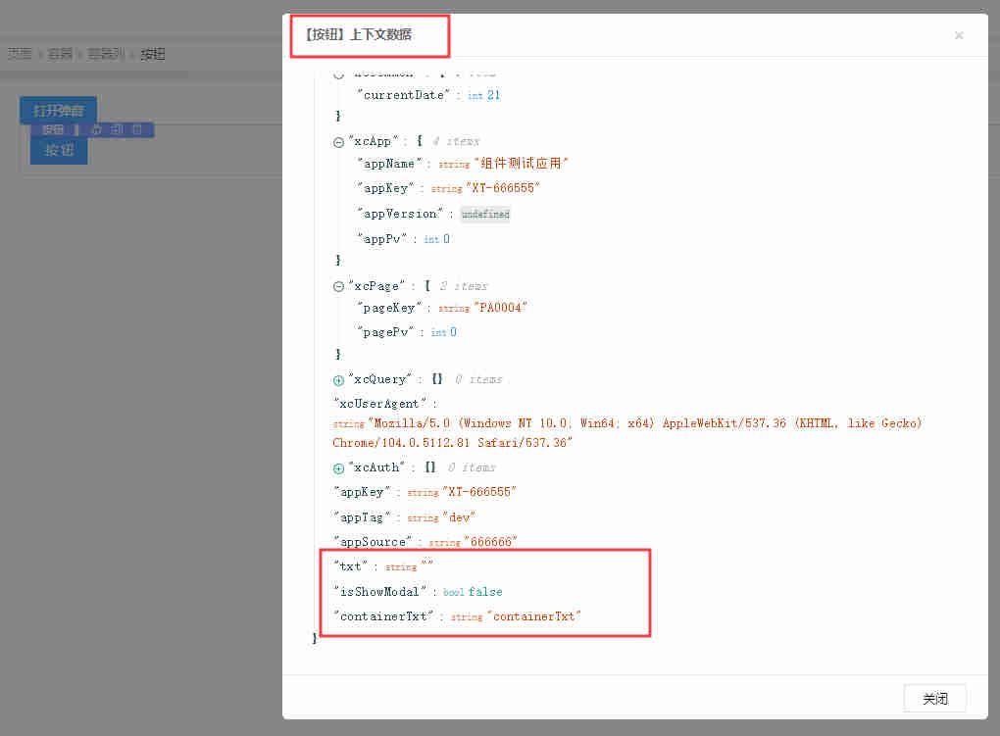 【按钮】上下文数据
×
页面 › 容器 › 容器列 › 按钮
打开弹窗
按钮
按钮
"currentDate" : int 21
}
"xcApp" : { 4 items
"appName" : string "组件测试应用"
"appKey" : string "XT-666555"
"appVersion" : undefined
"appPv" : int 0
}
"xcPage" : { 2 items
"pageKey" : string "PA0004"
"pagePv" : int 0
}
"xcQuery" : {} 0 items
"xcUserAgent" :
string "Mozilla/5.0 (Windows NT 10.0; Win64; x64) AppleWebKit/537.36 (KHTML, like Gecko)
Chrome/104.0.5112.81 Safari/537.36"
"xcAuth" : [] 0 items
"appKey" : string "XT-666555"
"appTag" : string "dev"
"appSource" : string "666666"
"txt" : string ""
"isShowModal" : bool false
"containerTxt" : string "containerTxt"
}
关闭